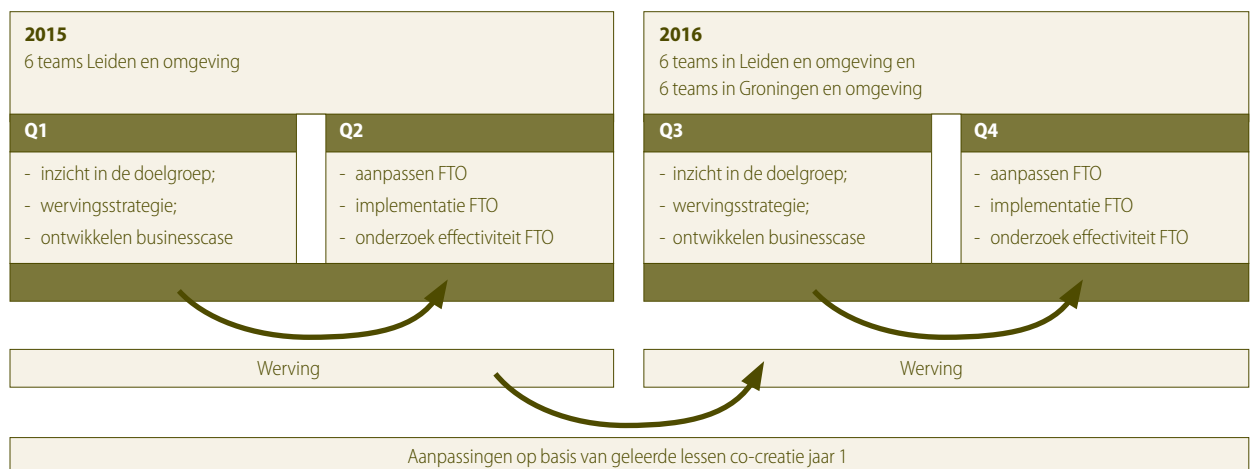 2015
6 teams Leiden en omgeving
Q1
- inzicht in de doelgroep;
- wervingsstrategie;
- ontwikkelen businesscase
Q2
- aanpassen FTO
- implementatie FTO
- onderzoek effectiviteit FTO
Werving
2016
6 teams in Leiden en omgeving en
6 teams in Groningen en omgeving
Q3
- inzicht in de doelgroep;
- wervingsstrategie;
- ontwikkelen businesscase
Q4
- aanpassen FTO
- implementatie FTO
- onderzoek effectiviteit FTO
Werving
Aanpassingen op basis van geleerde lessen co-creatie jaar 1